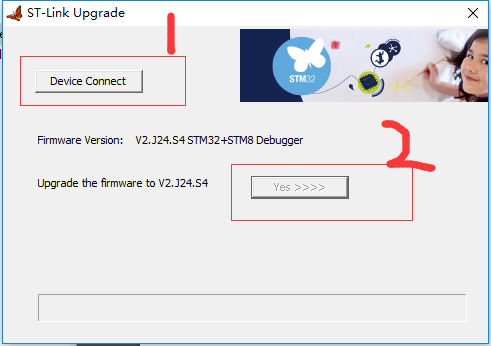 ST-Link Upgrade
1
Device Connect
STM32
Firmware Version: V2.J24.S4 STM32+STM8 Debugger
2
Upgrade the firmware to V2.J24.S4
Yes >>>>